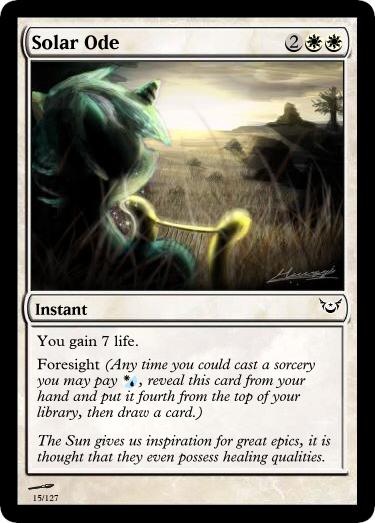 Solar Ode 2
Instant
You gain 7 life.
Foresight (Any time you could cast a sorcery
you may pay , reveal this card from your
hand and put it fourth from the top of your
library, then draw a card.)
The Sun gives us inspiration for great epics, it is
thought that they even possess healing qualities.
15/127